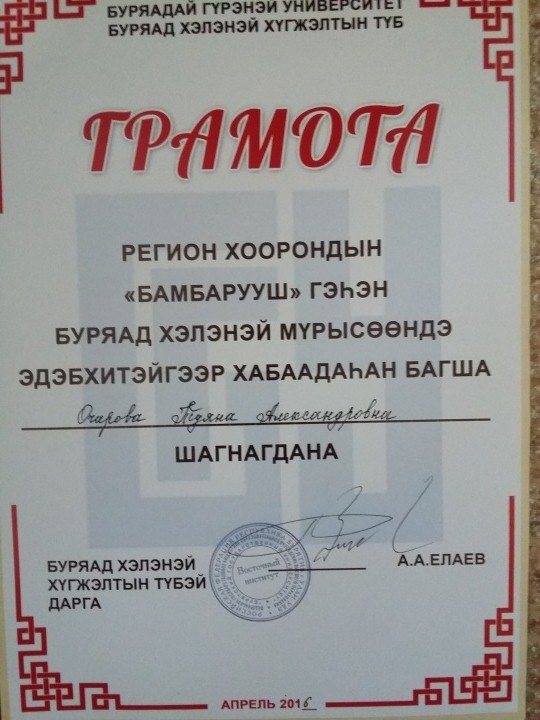 БУРЯАДАЙ ГҮРЭНЭЙ УНИВЕРСИТЕТ
БУРЯАД ХЭЛЭНЭЙ ХҮГЖЭЛТЫН ТҮБ
ГРАМОТА
РЕГИОН ХООРОНДЫН
«БАМБАРУУШ» ГЭҺЭН
БУРЯАД ХЭЛЭНЭЙ МҮРЫСӨӨНДЭ
ЭДЭБХИТЭЙГЭЭР ХАБААДАҺАН БАГША
Очирова Александровна
ШАГНАГДАНА
БУРЯАД ХЭЛЭНЭЙ
ХҮГЖЭЛТЫН ТҮБЭЙ
ДАРГА
Восточный
институт
А.А.ЕЛАЕВ
АПРЕЛЬ 2016